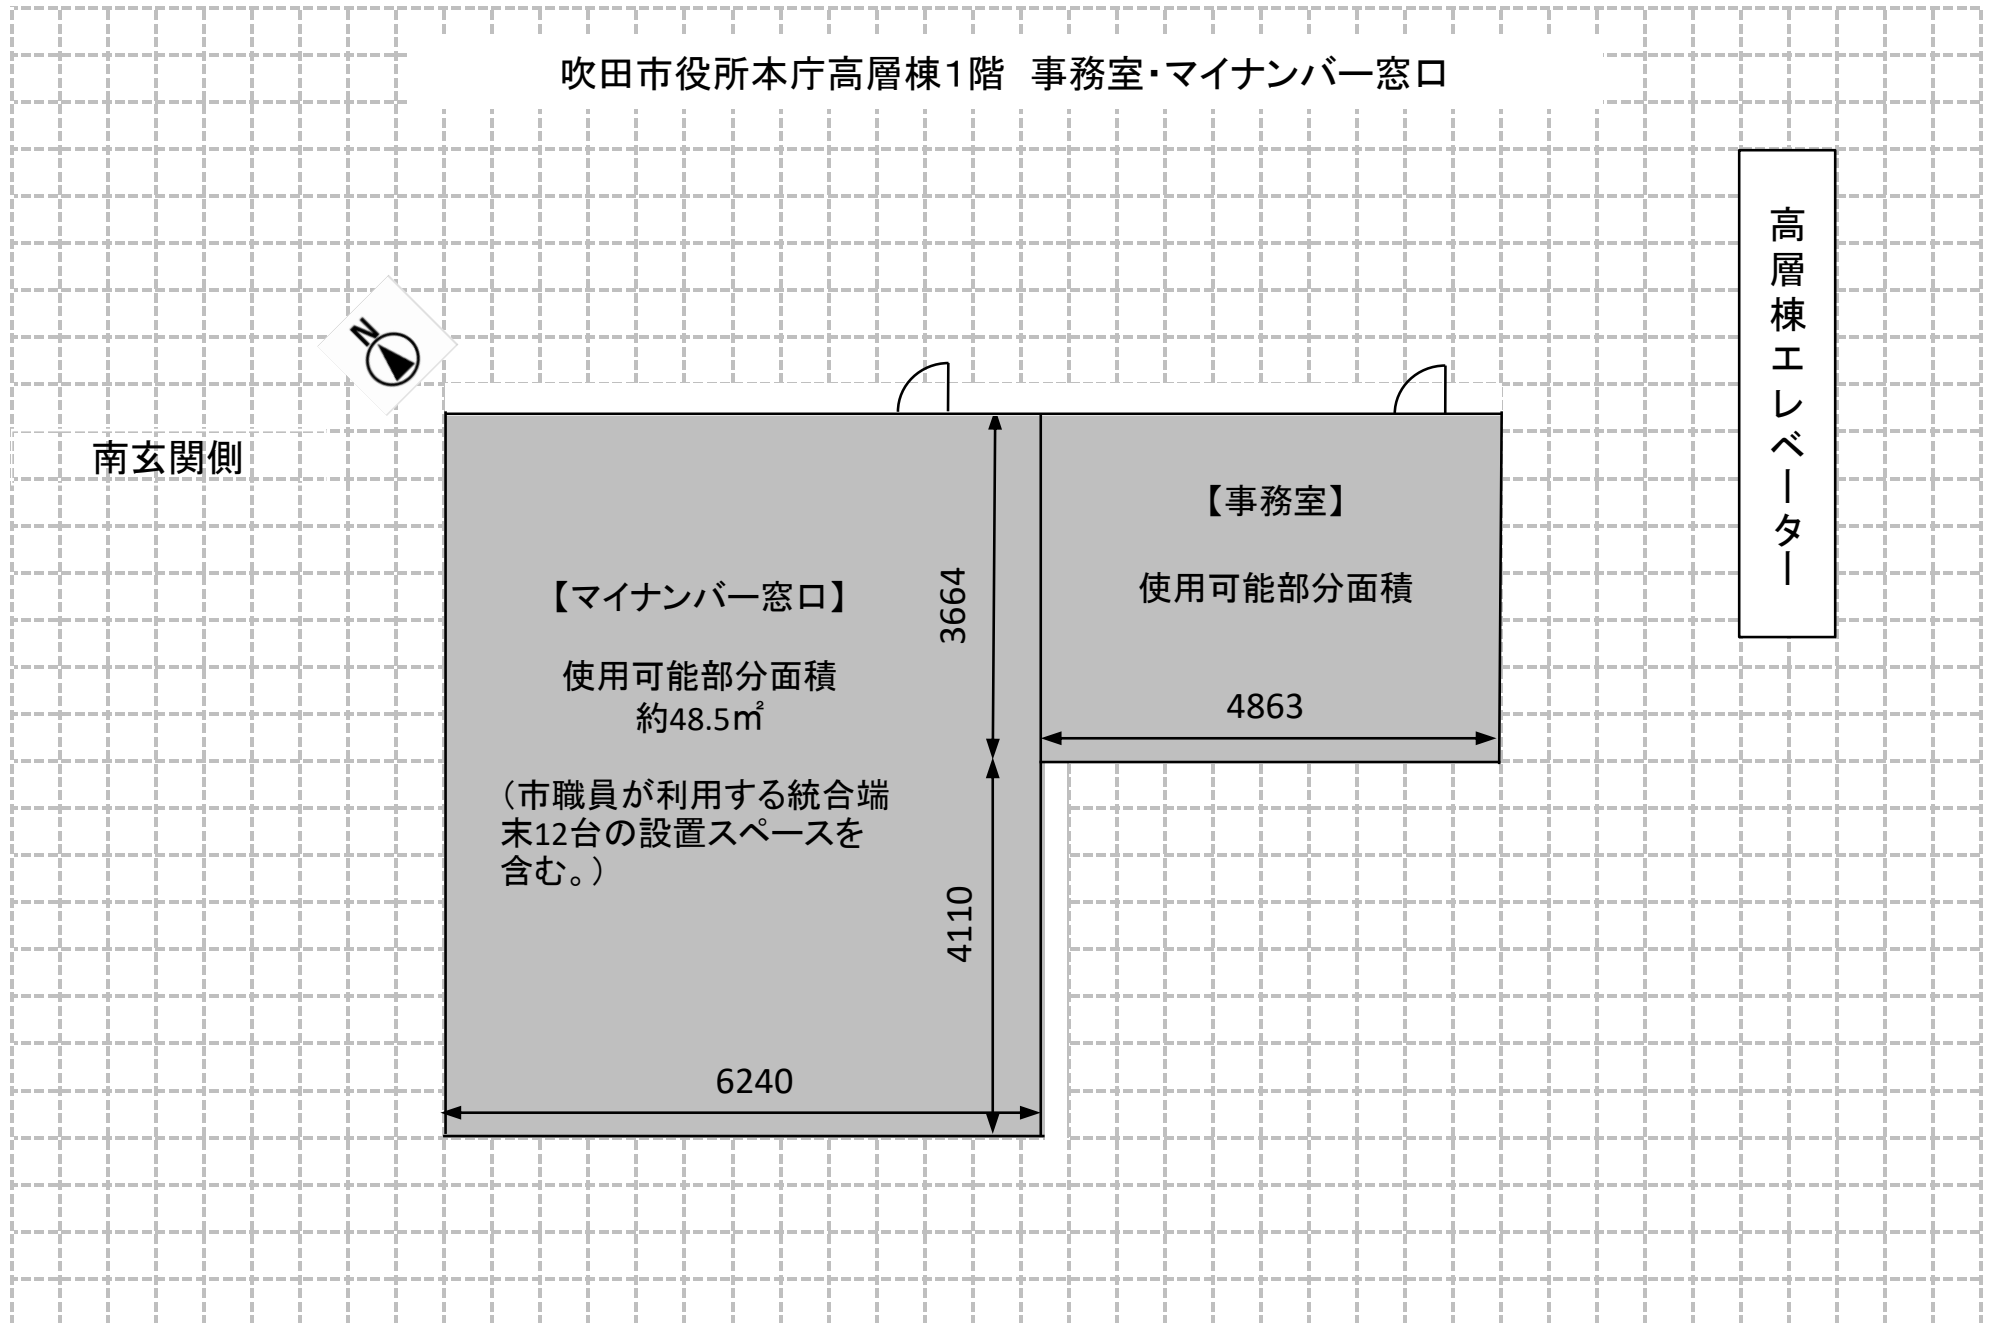 吹田市役所本庁高層棟1階　事務室・マイナンバー窓口
高層棟エレベーター
N
南玄関側
【事務室】
使用可能部分面積
4863
【マイナンバー窓口】
使用可能部分面積
約48.5㎡
（市職員が利用する統合端
末12台の設置スペースを
含む。）
3664
4110
6240